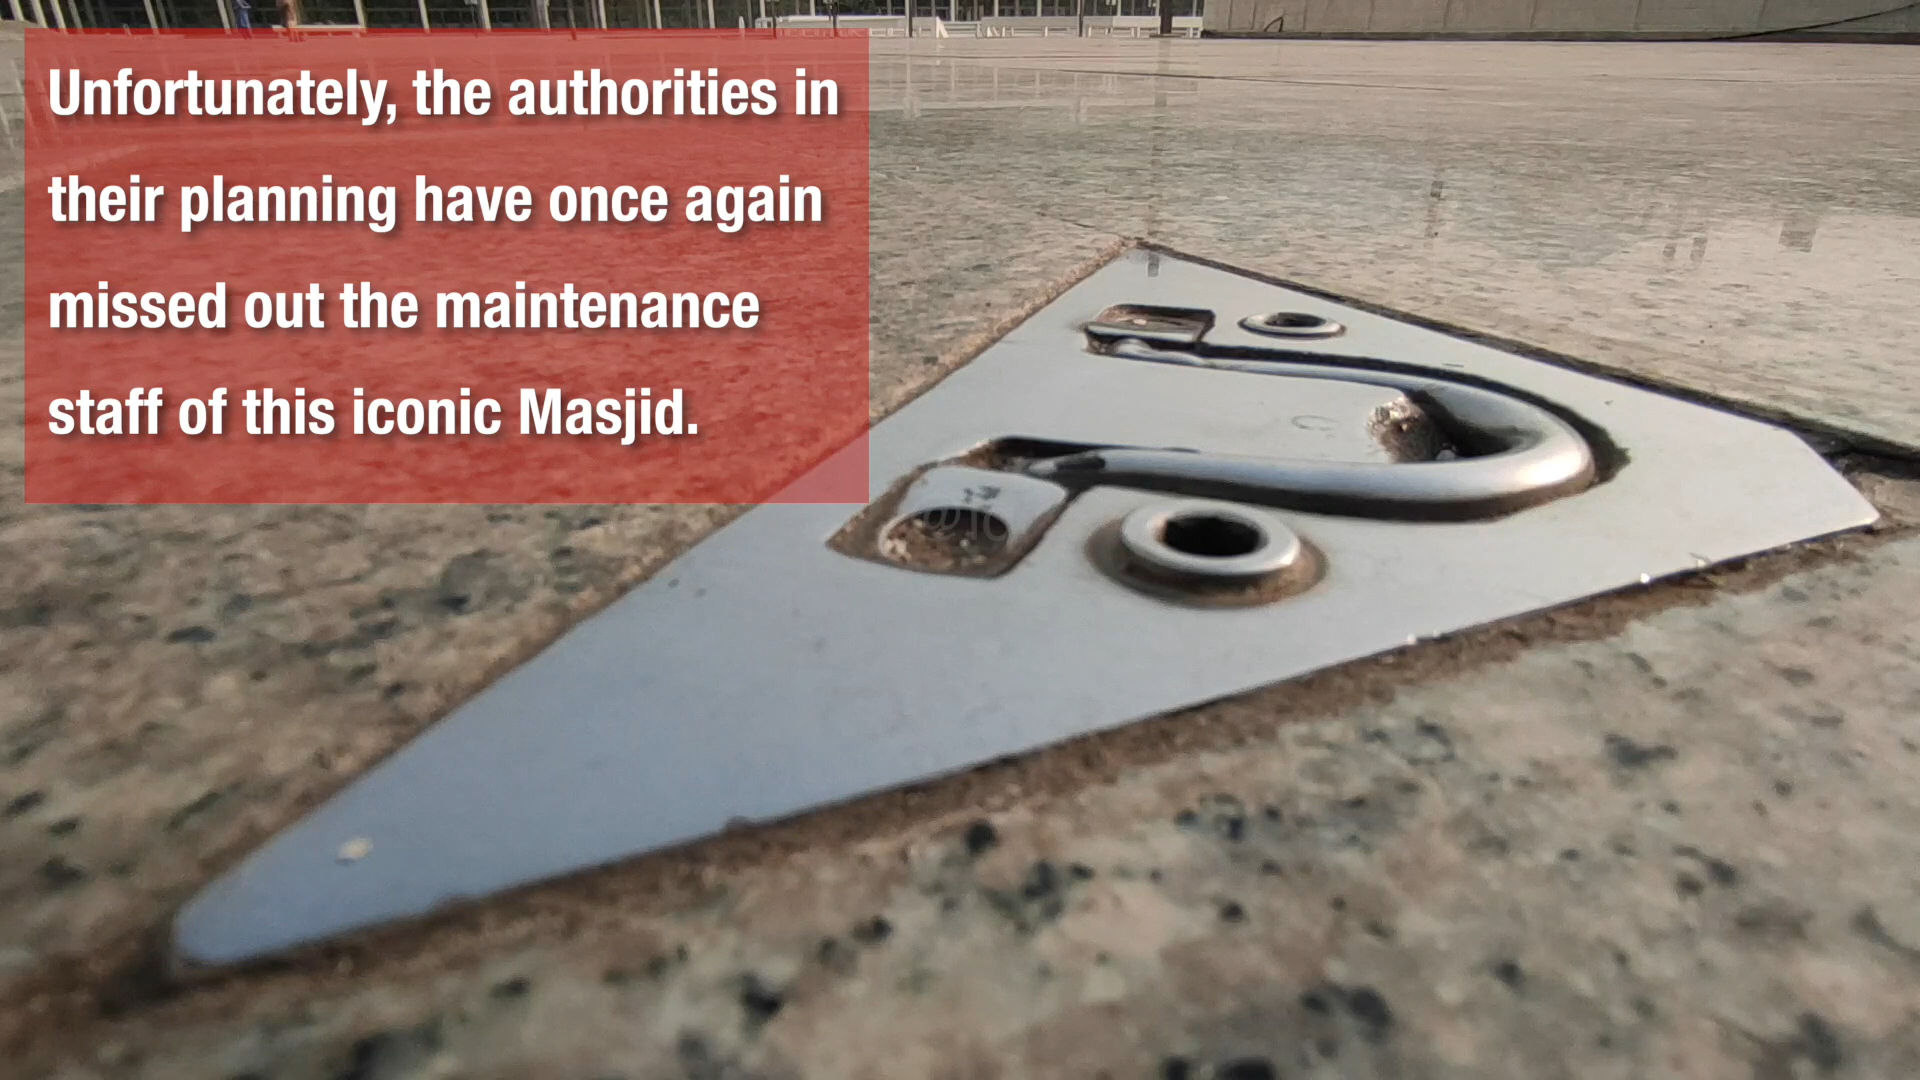 Unfortunately, the authorities in
their planning have once again
missed out the maintenance
staff of this iconic Masjid.